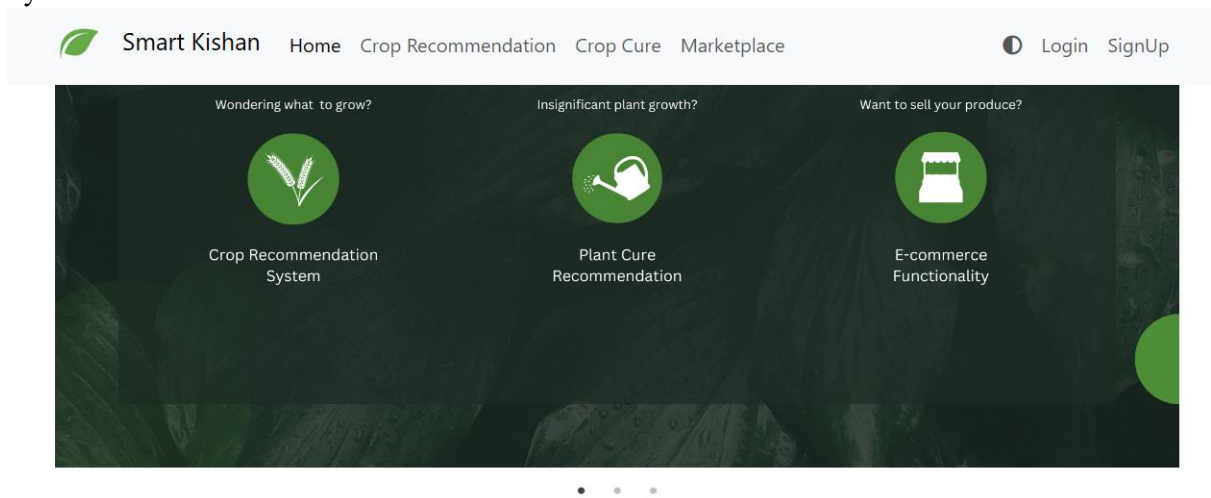 Smart Kishan Home Crop Recommendation Crop Cure Marketplace Login SignUp
Wondering what to grow? Insignificant plant growth? Want to sell your produce?
Crop Recommendation Plant Cure E-commerce
System Recommendation Functionality